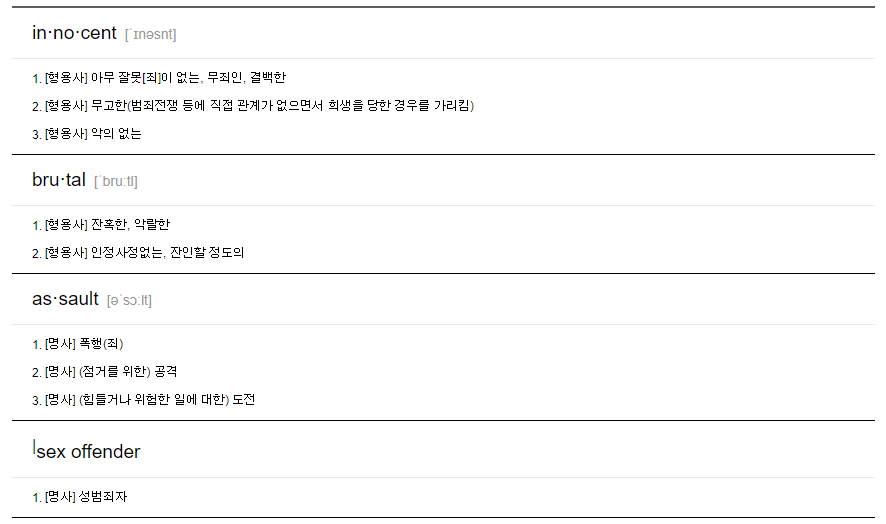 in·no·cent [ˈɪnəsnt]
1. [형용사] 아무 잘못[죄]이 없는, 무죄인, 결백한
2. [형용사] 무고한(범죄전쟁 등에 직접 관계가 없으면서 희생을 당한 경우를 가리킴)
3. [형용사] 악의 없는
bru·tal [ˈbruːtl]
1. [형용사] 잔혹한, 악랄한
2. [형용사] 인정사정없는, 잔인할 정도의
as·sault [əˈsɔːlt]
1. [명사] 폭행(죄)
2. [명사] (점거를 위한) 공격
3. [명사] (힘들거나 위험한 일에 대한) 도전
sex offender
1. [명사] 성범죄자